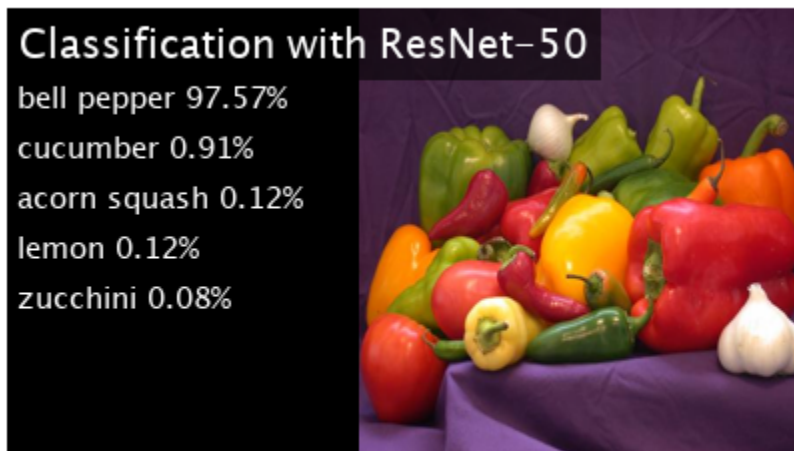 Classification with ResNet-50
bell pepper 97.57%
cucumber 0.91%
acorn squash 0.12%
lemon 0.12%
zucchini 0.08%